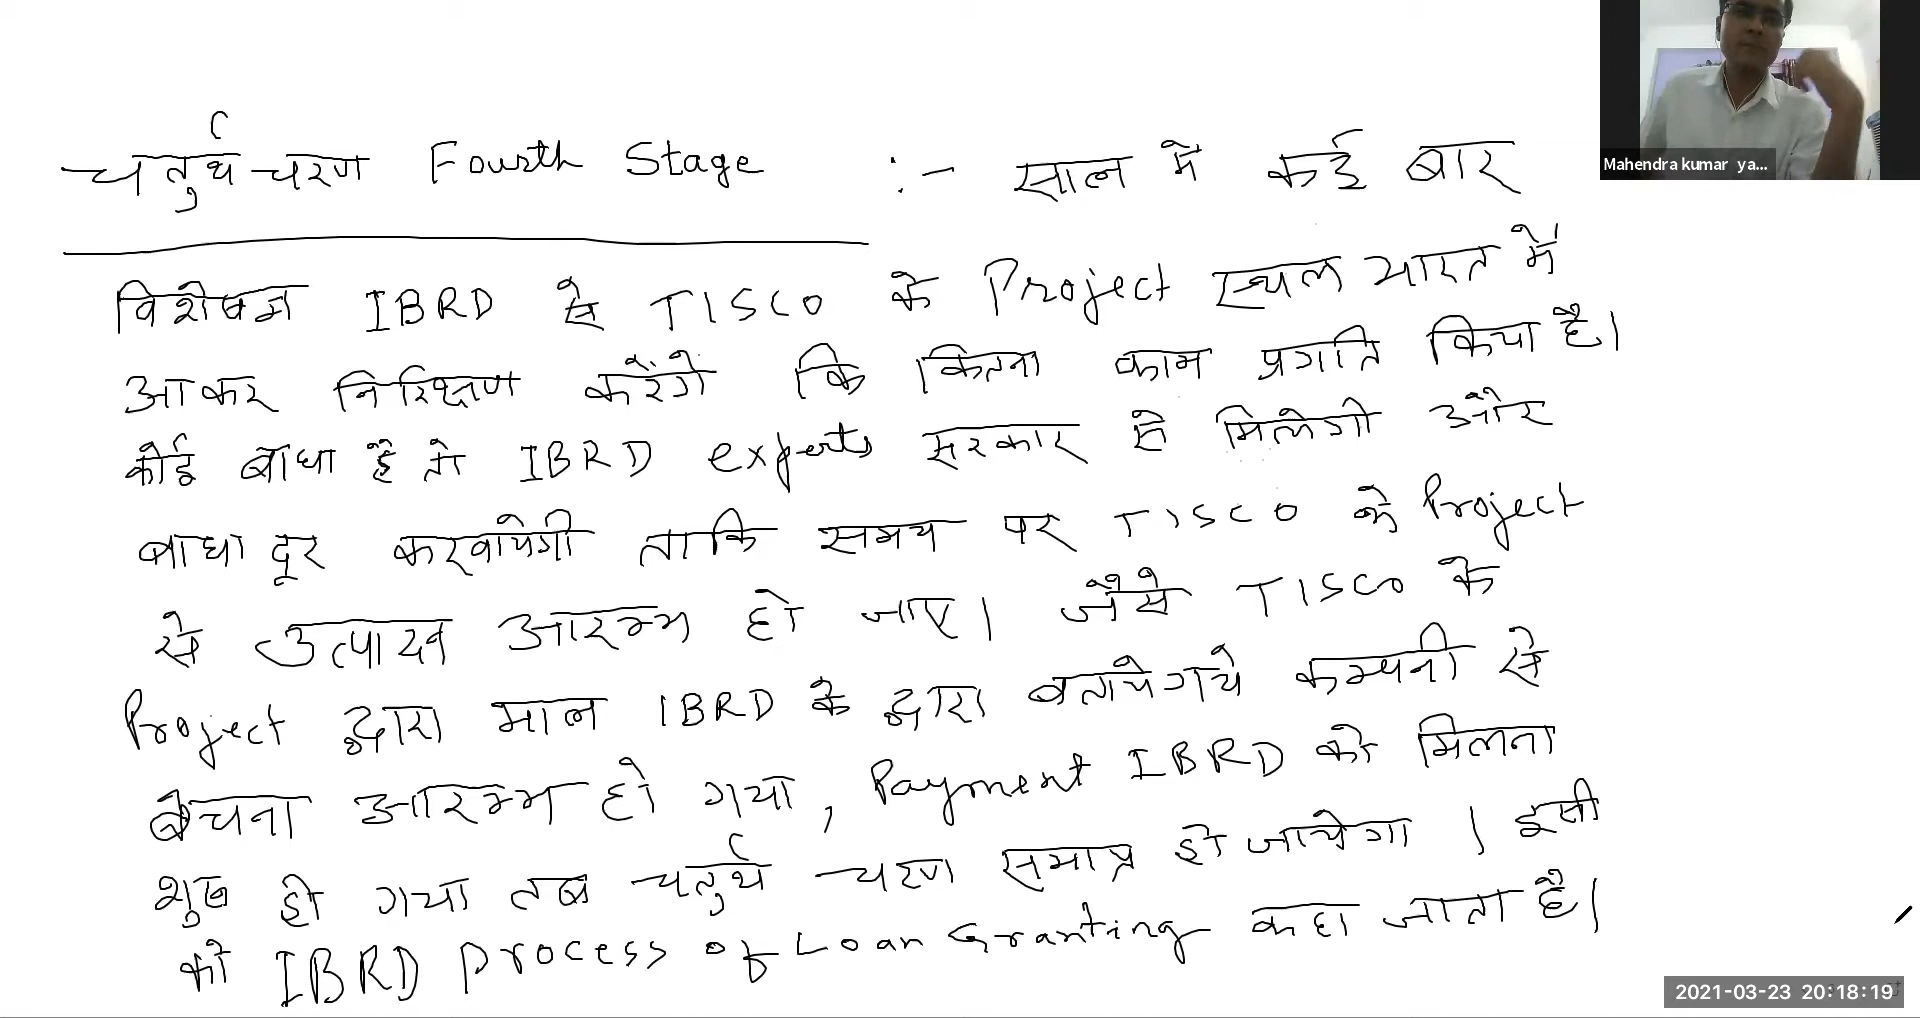 चतुर्थ चरण Fourth Stage :- साल में कई बार
विशेषज्ञ IBRD से TISCO के Project स्थल भारत में
आकर निरिक्षण करेंगे कि कितना काम प्रगति किया है।
कोई बाधा है तो IBRD experts सरकार से मिलेगी और
बाधा दूर करवायेगी ताकि समय पर TISCO के Project
से उत्पादन आरम्भ हो जाए। जैसे TISCO के
Project द्वारा माल IBRD के द्वारा बताये गये कम्पनी से
बेचना आरम्भ हो गया, Payment IBRD को मिलना
शुरू हो गया तब चतुर्थ चरण समाप्त हो जायेगा। इसी
को IBRD Process of Loan Granting कहा जाता है।
Mahendra kumar ya...
2021-03-23 20:18:19